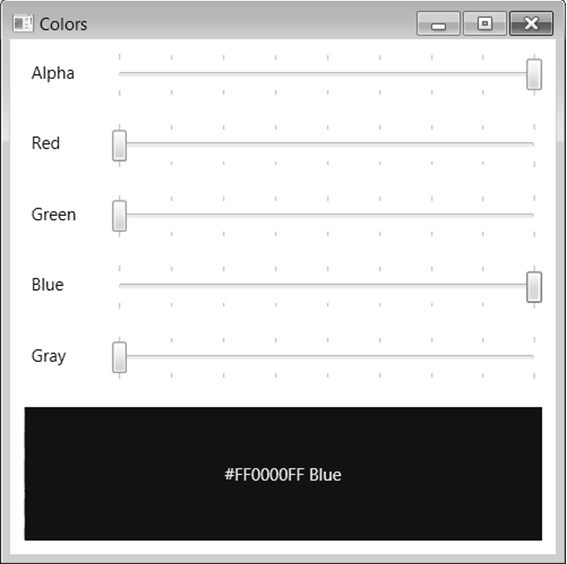 Colors
Alpha
Red
Green
Blue
Gray
#FF0000FF Blue